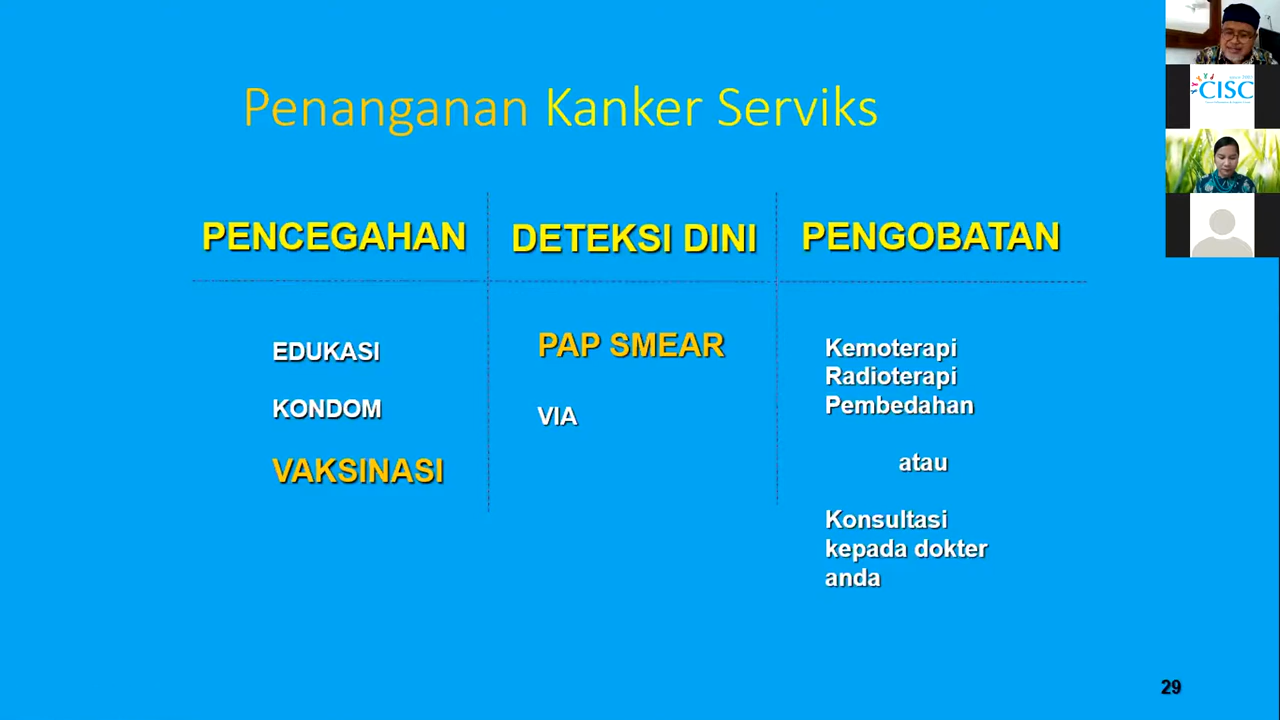 Penanganan Kanker Serviks
PENCEGAHAN
DETEKSI DINI
PENGOBATAN
EDUKASI
KONDOM
VAKSINASI
PAP SMEAR
VIA
Kemoterapi
Radioterapi
Pembedahan
atau
Konsultasi
kepada dokter
anda
29
CISC